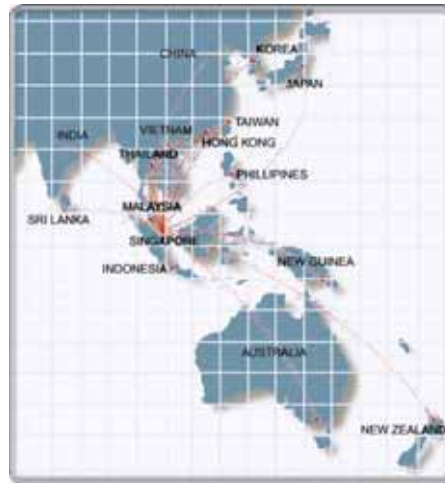 KOREA
CHINA
JAPAN
TAIWAN
VIETNAM
INDIA
HONG KONG
THAILAND
PHILLIPINES
MALAYSIA
SRI LANKA
SINGAPORE
NEW GUINEA
INDONESIA
AUSTRALIA
NEW ZEALAND